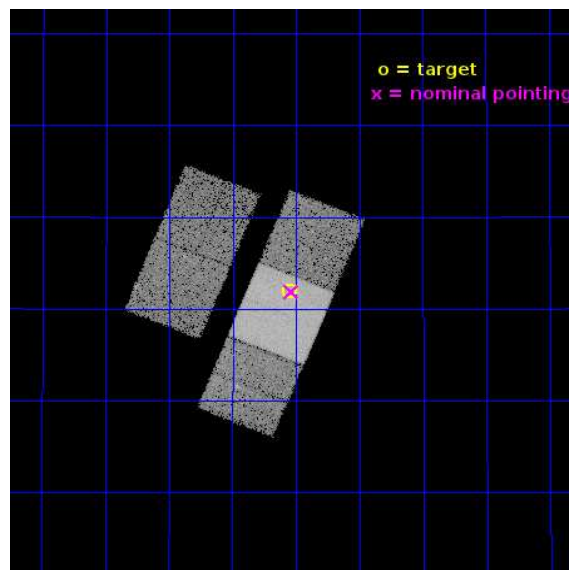 o = target
x = nominal pointing